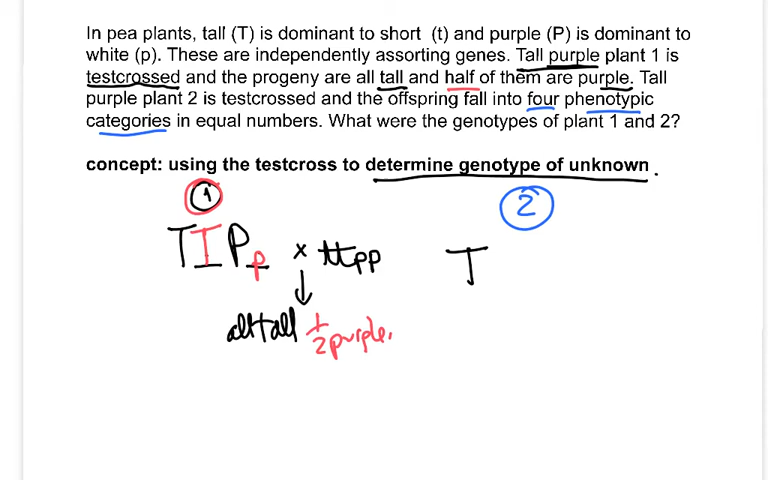 In pea plants, tall (T) is dominant to short (t) and purple (P) is dominant to
white (p). These are independently assorting genes. Tall purple plant 1 is
testcrossed and the progeny are all tall and half of them are purple. Tall
purple plant 2 is testcrossed and the offspring fall into four phenotypic
categories in equal numbers. What were the genotypes of plant 1 and 2?
concept: using the testcross to determine genotype of unknown .
1
2
TTPp x ttpp T
all tall 1/2 purple.